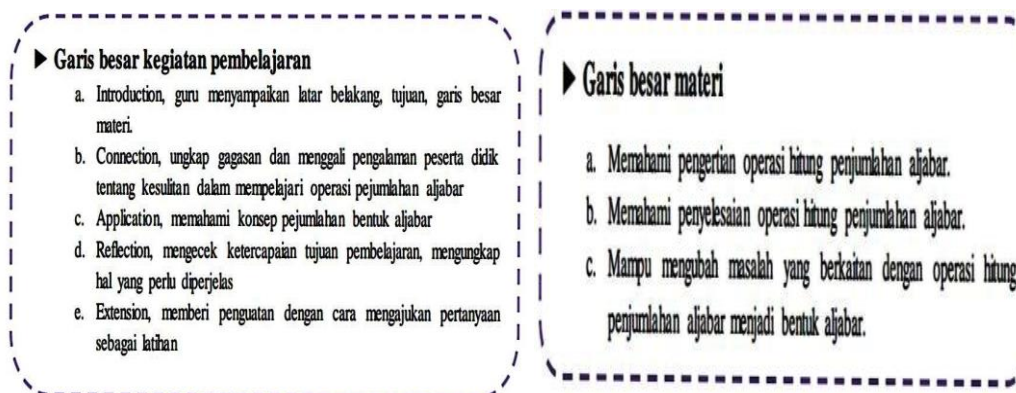 ▶ Garis besar kegiatan pembelajaran
a. Introduction, guru menyampaikan latar belakang, tujuan, garis besar
materi.
b. Connection, ungkap gagasan dan menggali pengalaman peserta didik
tentang kesulitan dalam mempelajari operasi pejumlahan aljabar
c. Application, memahami konsep pejumlahan bentuk aljabar
d. Reflection, mengecek ketercapaian tujuan pembelajaran, mengungkap
hal yang perlu diperjelas
e. Extension, memberi penguatan dengan cara mengajukan pertanyaan
sebagai latihan
▶ Garis besar materi
a. Memahami pengertian operasi hitung penjumlahan aljabar.
b. Memahami penyelesaian operasi hitung penjumlahan aljabar.
c. Mampu mengubah masalah yang berkaitan dengan operasi hitung
penjumlahan aljabar menjadi bentuk aljabar.